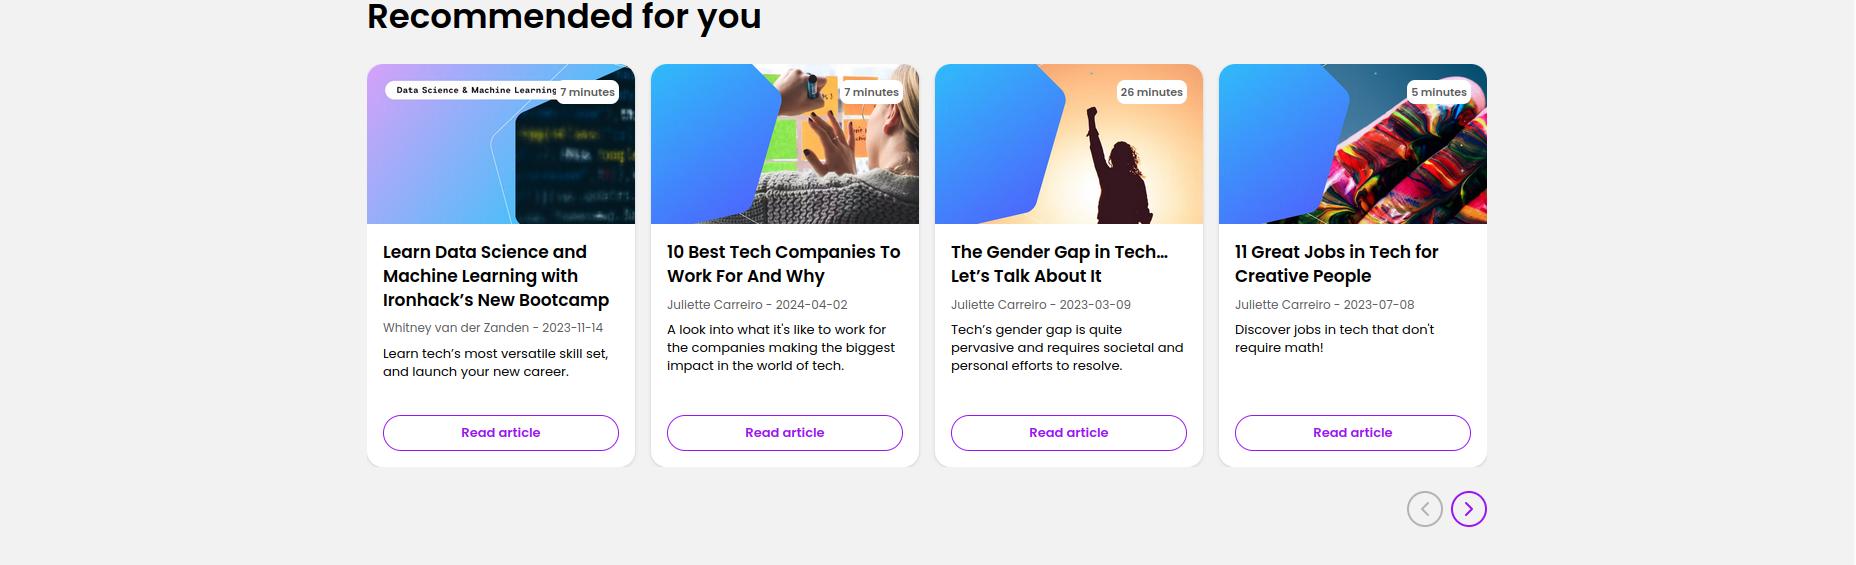 Recommended for you
Data Science & Machine Learning
7 minutes
Learn Data Science and
Machine Learning with
Ironhack’s New Bootcamp
Whitney van der Zanden - 2023-11-14
Learn tech’s most versatile skill set,
and launch your new career.
Read article
7 minutes
10 Best Tech Companies To
Work For And Why
Juliette Carreiro - 2024-04-02
A look into what it's like to work for
the companies making the biggest
impact in the world of tech.
Read article
26 minutes
The Gender Gap in Tech...
Let’s Talk About It
Juliette Carreiro - 2023-03-09
Tech’s gender gap is quite
pervasive and requires societal and
personal efforts to resolve.
Read article
5 minutes
11 Great Jobs in Tech for
Creative People
Juliette Carreiro - 2023-07-08
Discover jobs in tech that don't
require math!
Read article